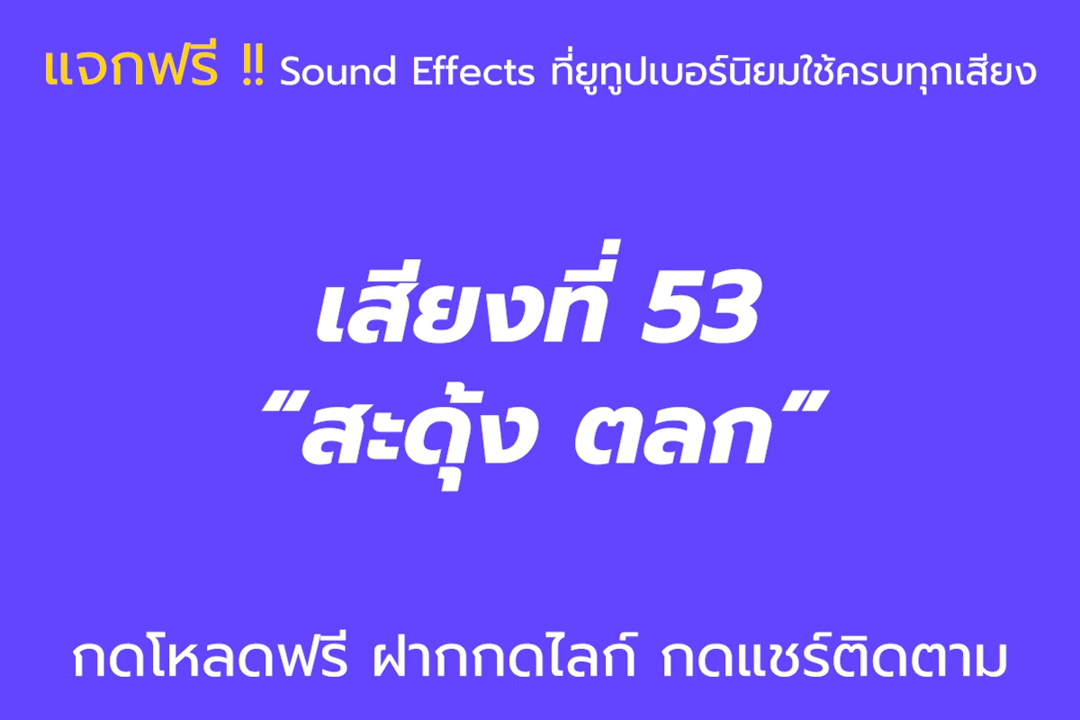 แจกฟรี !! Sound Effects ที่ยูทูปเบอร์นิยมใช้ครบทุกเสียง
เสียงที่ 53
“สะดุ้ง ตลก”
กดโหลดฟรี ฝากกดไลก์ กดแชร์ติดตาม